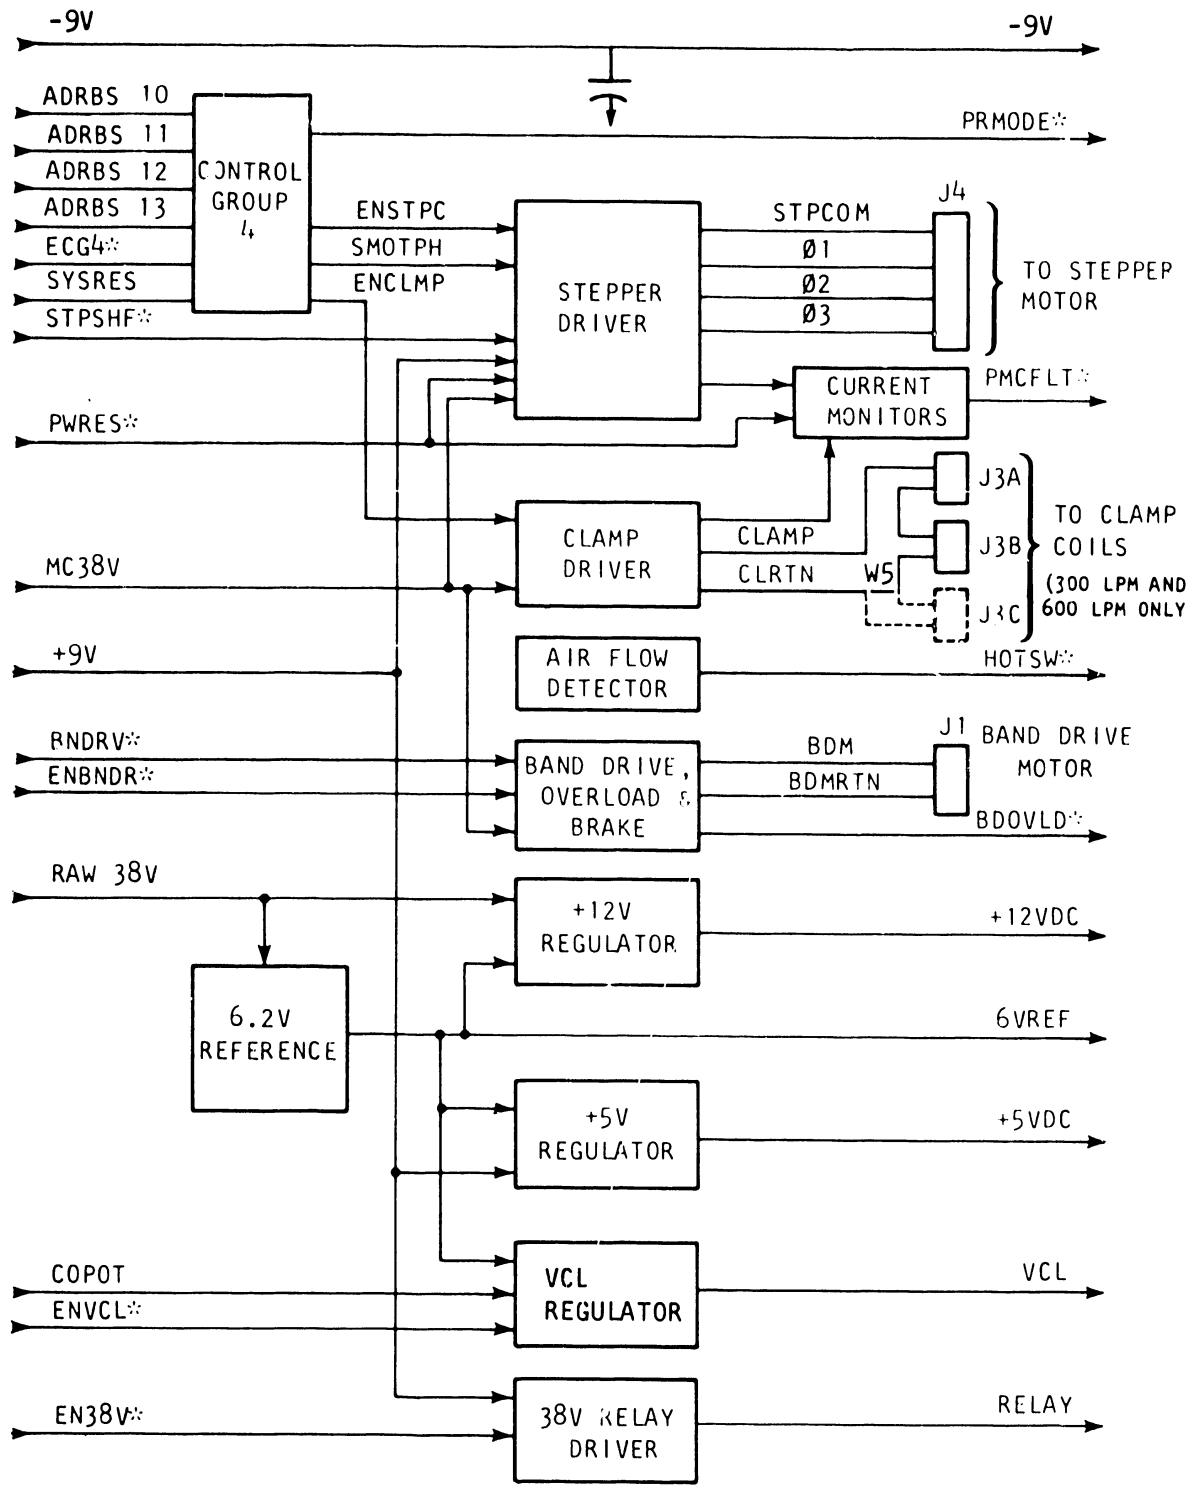 -9V
-9V
ADRBS 10
ADRBS 11
ADRBS 12
ADRBS 13
ECG4*
SYSRES
STPSHF*
PWRES*
MC38V
+9V
BNDRV*
ENBNDR*
RAW 38V
COPOT
ENVCL*
EN38V*
CONTROL
GROUP
4
ENSTPC
SMOTPH
ENCLMP
6.2V
REFERENCE
STEPPER
DRIVER
CLAMP
DRIVER
AIR FLOW
DETECTOR
BAND DRIVE,
OVERLOAD &
BRAKE
+12V
REGULATOR
+5V
REGULATOR
VCL
REGULATOR
38V RELAY
DRIVER
PRMODE*
STPCOM
Ø1
Ø2
Ø3
J4
TO STEPPER
MOTOR
CURRENT
MONITORS
PMCFLT*
CLAMP
CLRTN
W5
J3A
J3B
J3C
TO CLAMP
COILS
(300 LPM AND
600 LPM ONLY
HOTSW*
BDM
BDMRTN
J1
BAND DRIVE
MOTOR
BDOVLD*
+12VDC
6VREF
+5VDC
VCL
RELAY